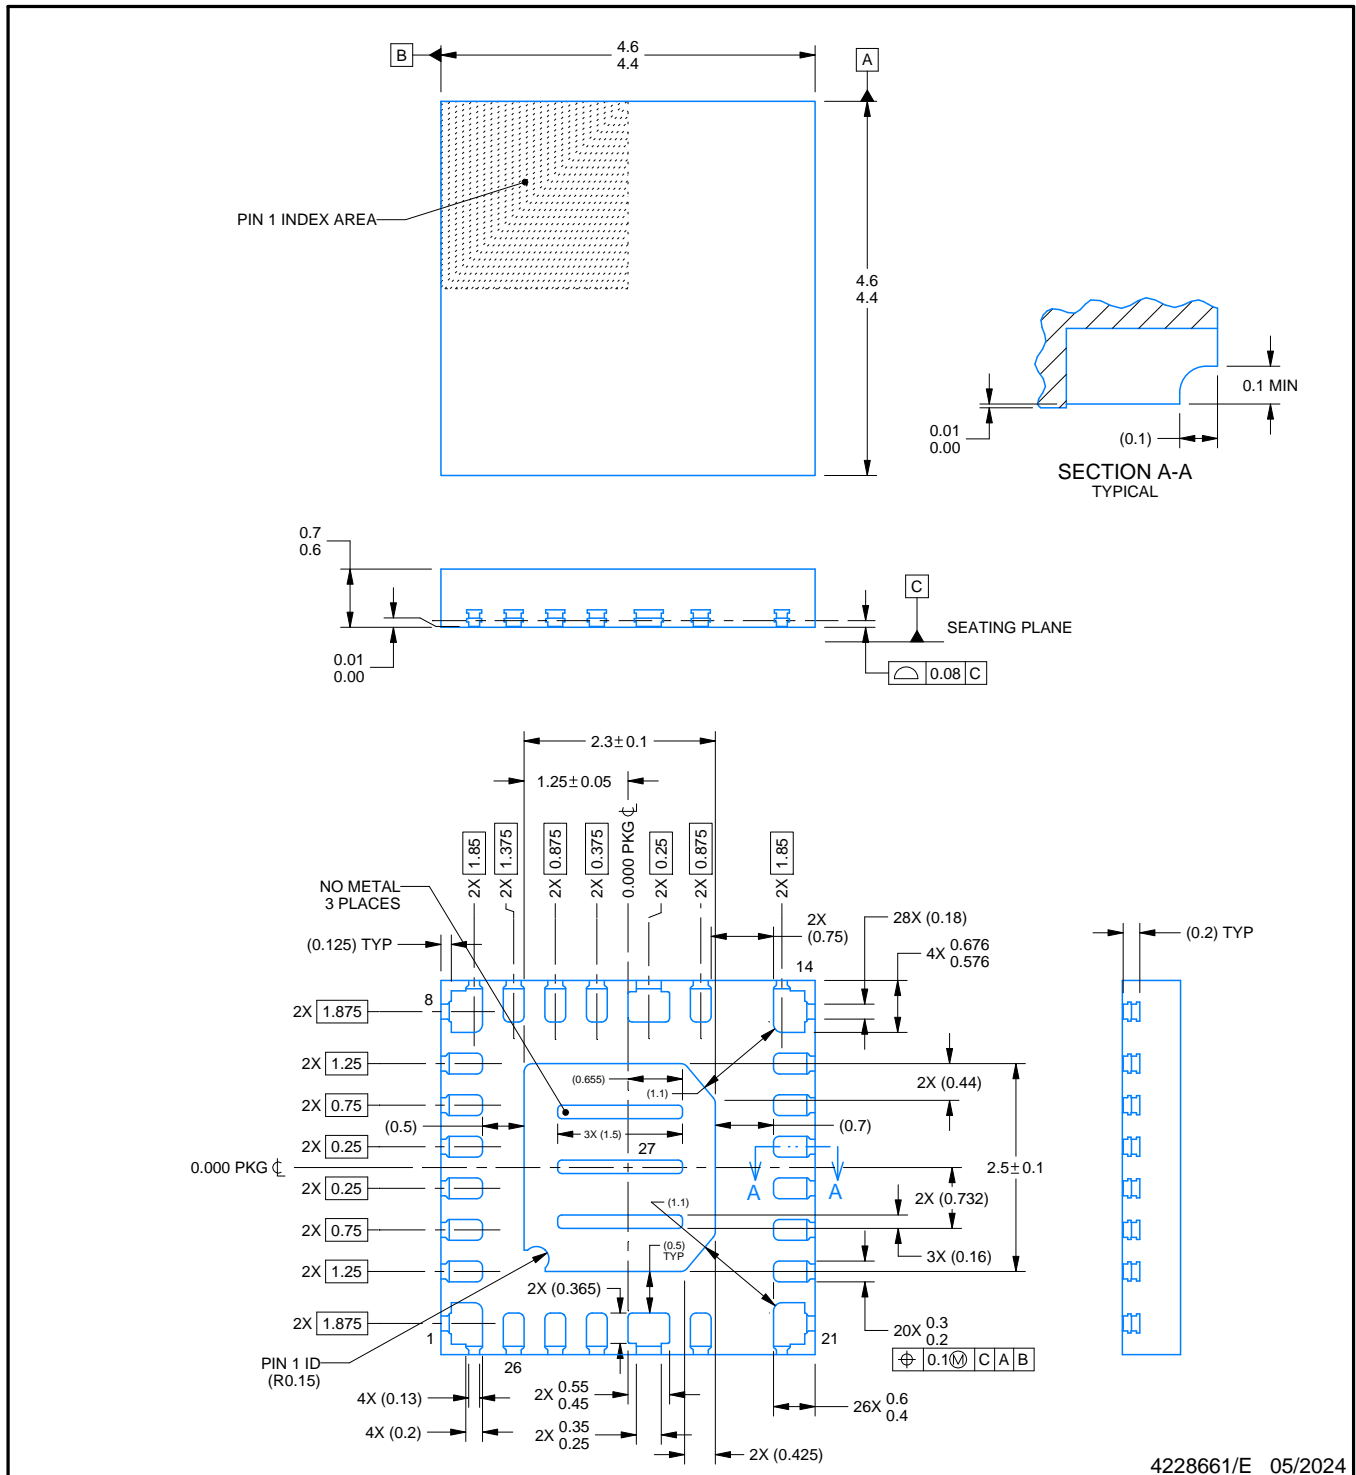 B
4.6
4.4
A
PIN 1 INDEX AREA
4.6
4.4
0.1 MIN
0.01
0.00
(0.1)
SECTION A-A
TYPICAL
0.7
0.6
C
SEATING PLANE
0.01
0.00
0.08 C
2.3±0.1
1.25±0.05
2X 1.85
2X 1.375
2X 0.875
2X 0.375
0.000 PKG ℄
2X 0.25
2X 0.875
2X 1.85
NO METAL
3 PLACES
2X
(0.75)
28X (0.18)
(0.125) TYP
4X 0.676
0.576
(0.2) TYP
14
8
2X 1.875
2X 1.25
(0.655)
(1.1)
2X (0.44)
2X 0.75
(0.5)
3X (1.5)
(0.7)
2X 0.25
27
0.000 PKG ℄
2.5±0.1
2X 0.25
A A
2X (0.732)
(1.1)
2X 0.75
(0.5)
TYP
3X (0.16)
2X 1.25
2X (0.365)
2X 1.875
1
21
20X 0.3
0.2
⌖ 0.1Ⓜ C A B
PIN 1 ID
(R0.15)
26
4X (0.13)
2X 0.55
0.45
26X 0.6
0.4
4X (0.2)
2X 0.35
0.25
2X (0.425)
4228661/E 05/2024